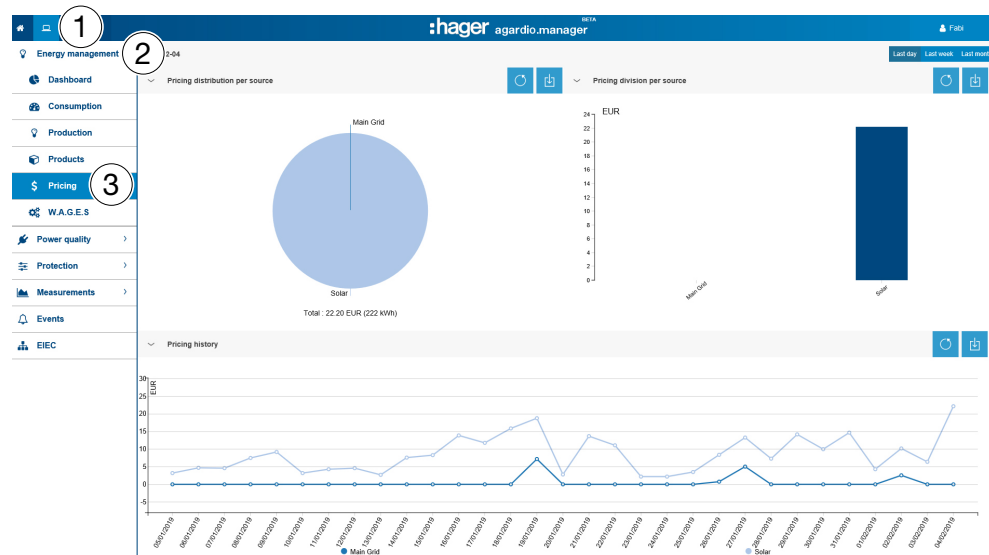 1
:hager agardio.manager BETA
Fabi
Energy management
2
2-04
Last day Last week Last mont
Dashboard
Consumption
Production
Products
$ Pricing
3
W.A.G.E.S
Power quality
Protection
Measurements
Events
EIEC
Pricing distribution per source
Main Grid
Solar
Total : 22.20 EUR (222 kWh)
Pricing division per source
EUR
24
22
20
18
16
14
12
10
8
6
4
2
0
Main Grid
Solar
Pricing history
EUR
30
25
20
15
10
5
0
-5
05/01/2019
06/01/2019
07/01/2019
08/01/2019
09/01/2019
10/01/2019
11/01/2019
12/01/2019
13/01/2019
14/01/2019
15/01/2019
16/01/2019
17/01/2019
18/01/2019
19/01/2019
20/01/2019
21/01/2019
22/01/2019
23/01/2019
24/01/2019
25/01/2019
26/01/2019
27/01/2019
28/01/2019
29/01/2019
30/01/2019
31/01/2019
01/02/2019
02/02/2019
03/02/2019
04/02/2019
Main Grid
Solar